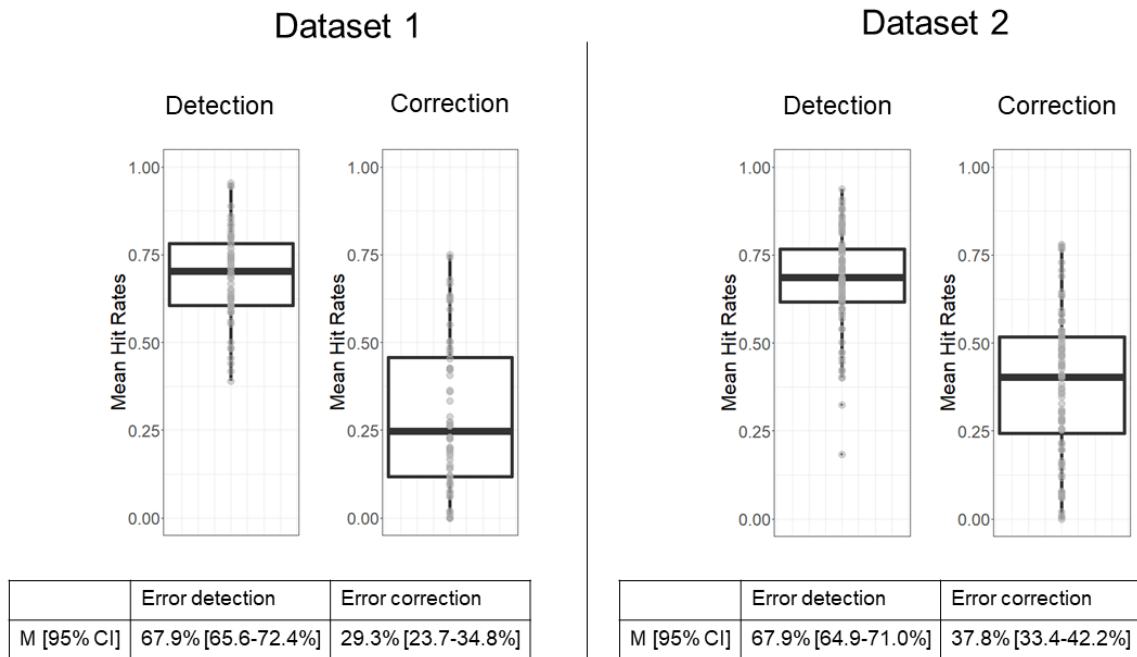 Dataset 1
Detection
Correction
Mean Hit Rates
1.00
0.75
0.50
0.25
0.00
Mean Hit Rates
1.00
0.75
0.50
0.25
0.00
Error detection
Error correction
M [95% CI]
67.9% [65.6-72.4%]
29.3% [23.7-34.8%]
Dataset 2
Detection
Correction
Mean Hit Rates
1.00
0.75
0.50
0.25
0.00
Mean Hit Rates
1.00
0.75
0.50
0.25
0.00
Error detection
Error correction
M [95% CI]
67.9% [64.9-71.0%]
37.8% [33.4-42.2%]